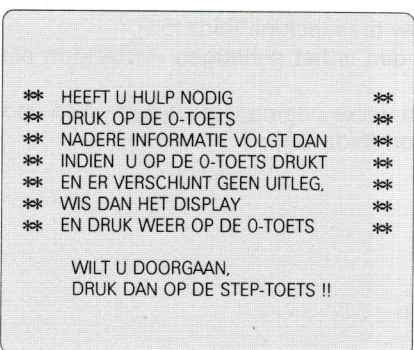 ** HEEFT U HULP NODIG **
** DRUK OP DE 0-TOETS **
** NADERE INFORMATIE VOLGT DAN **
** INDIEN U OP DE 0-TOETS DRUKT **
** EN ER VERSCHIJNT GEEN UITLEG, **
** WIS DAN HET DISPLAY **
** EN DRUK WEER OP DE 0-TOETS **
WILT U DOORGAAN,
DRUK DAN OP DE STEP-TOETS !!